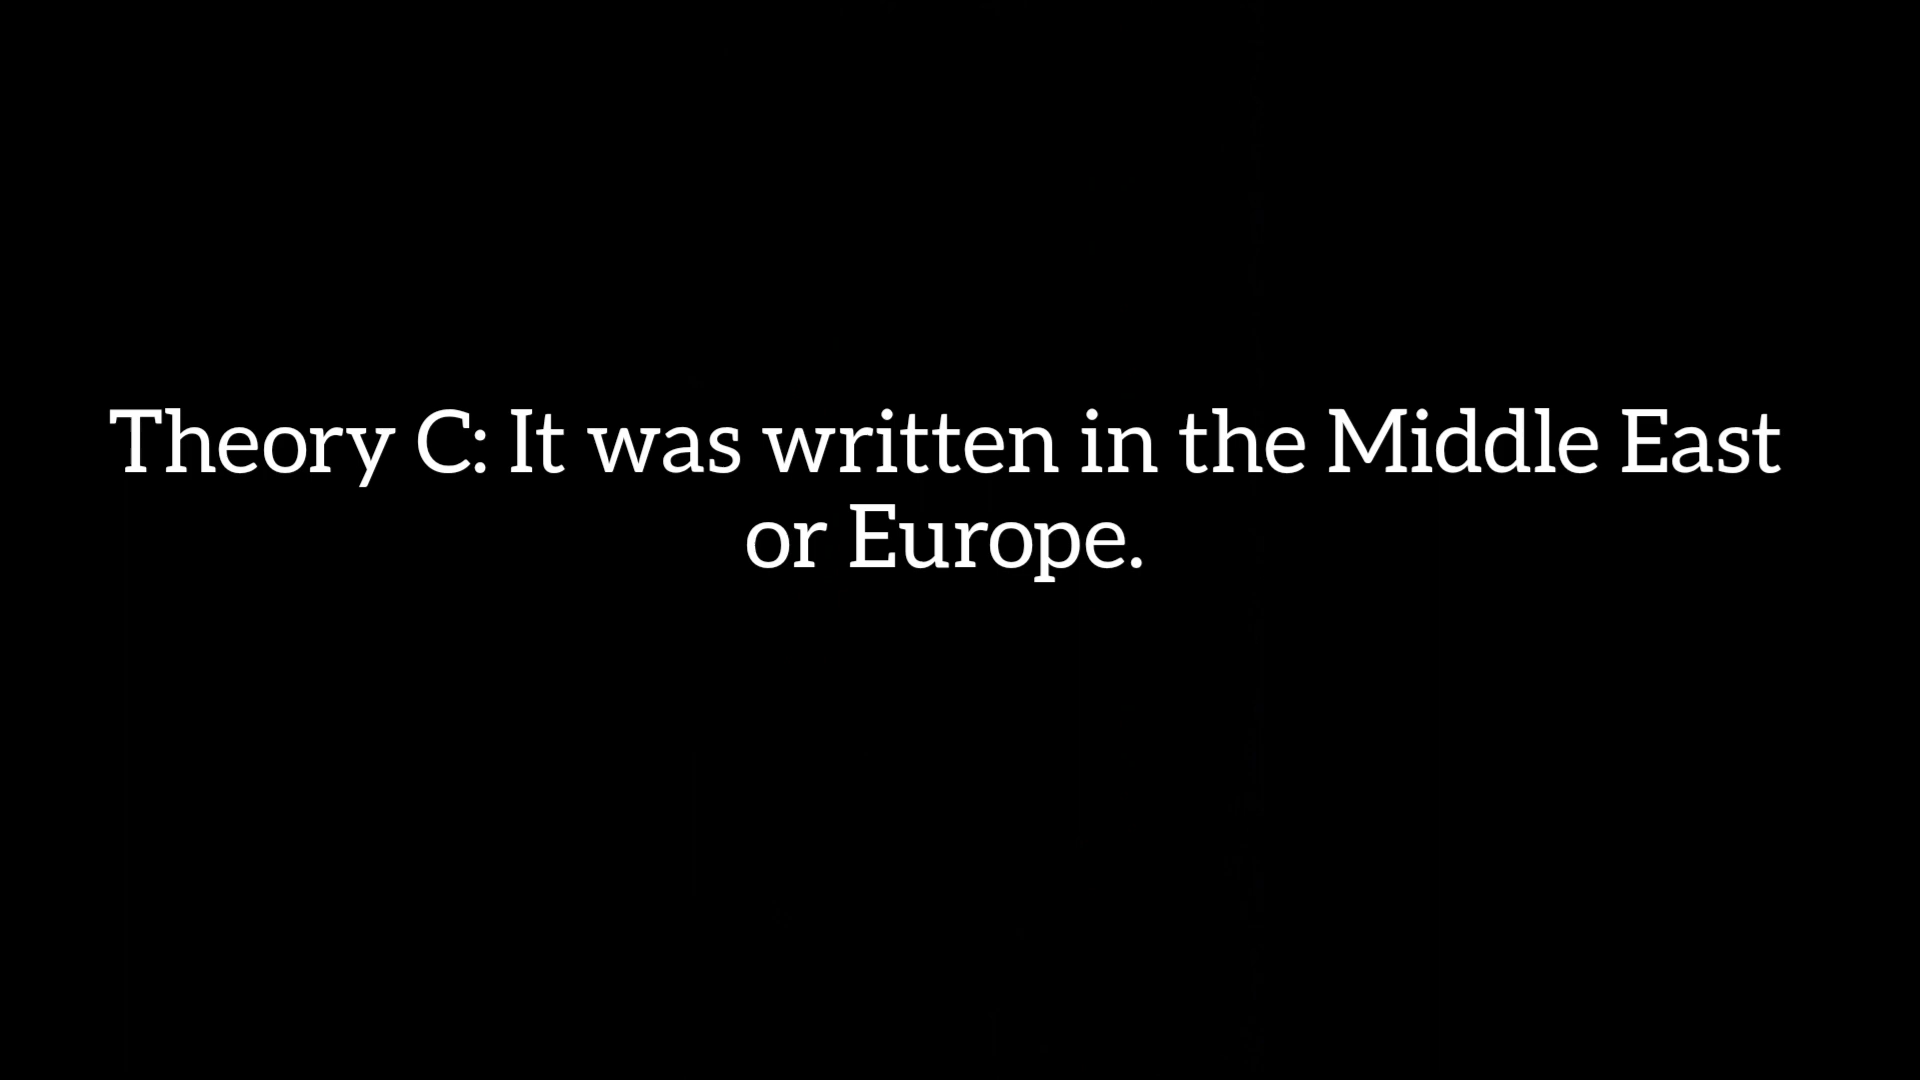 Theory C: It was written in the Middle East
or Europe.